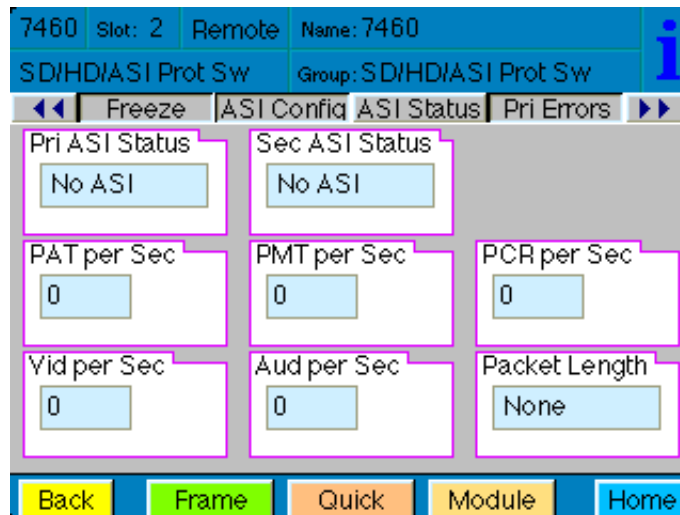 7460 Slot: 2 Remote Name: 7460
SD/HD/ASI Prot Sw Group: SD/HD/ASI Prot Sw
i
Freeze ASI Config ASI Status Pri Errors
Pri ASI Status Sec ASI Status
No ASI No ASI
PAT per Sec PMT per Sec PCR per Sec
0 0 0
Vid per Sec Aud per Sec Packet Length
0 0 None
Back Frame Quick Module Home